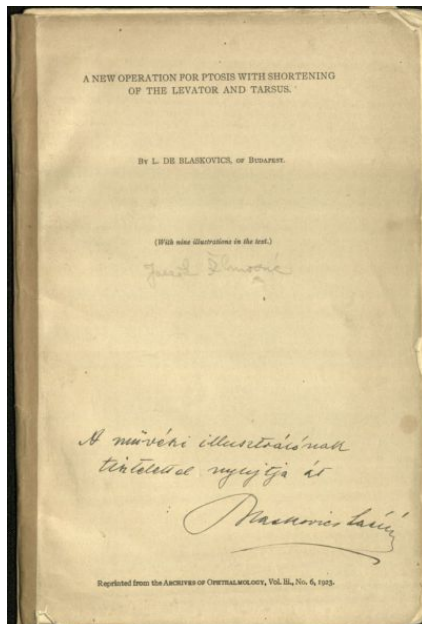 A NEW OPERATION FOR PTOSIS WITH SHORTENING
OF THE LEVATOR AND TARSUS.
BY L. DE BLASKOVICS, OF BUDAPEST.
(With nine illustrations in the text.)
A művészi illusztrátornak
tisztelettel nyujtja át
Blaskovics László
Reprinted from the ARCHIVES OF OPHTHALMOLOGY, Vol. lii., No. 6, 1923.